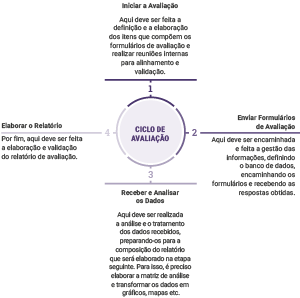 Iniciar a Avaliação
Aqui deve ser feita a
definição e a elaboração
dos itens que compõem os
formulários de avaliação e
realizar reuniões internas
para alinhamento e
validação.
1
CICLO DE
AVALIAÇÃO
2
Enviar Formulários
de Avaliação
Aqui deve ser encaminhada
e feita a gestão das
informações, definindo
o banco de dados,
encaminhando os
formulários e recebendo as
respostas obtidas.
3
Receber e Analisar
os Dados
Aqui deve ser realizada
a análise e o tratamento
dos dados recebidos,
preparando-os para a
composição do relatório
que será elaborado na etapa
seguinte. Para isso, é preciso
elaborar a matriz de análise
e transformar os dados em
gráficos, mapas etc.
4
Elaborar o Relatório
Por fim, aqui deve ser feita
a elaboração e validação
do relatório de avaliação.